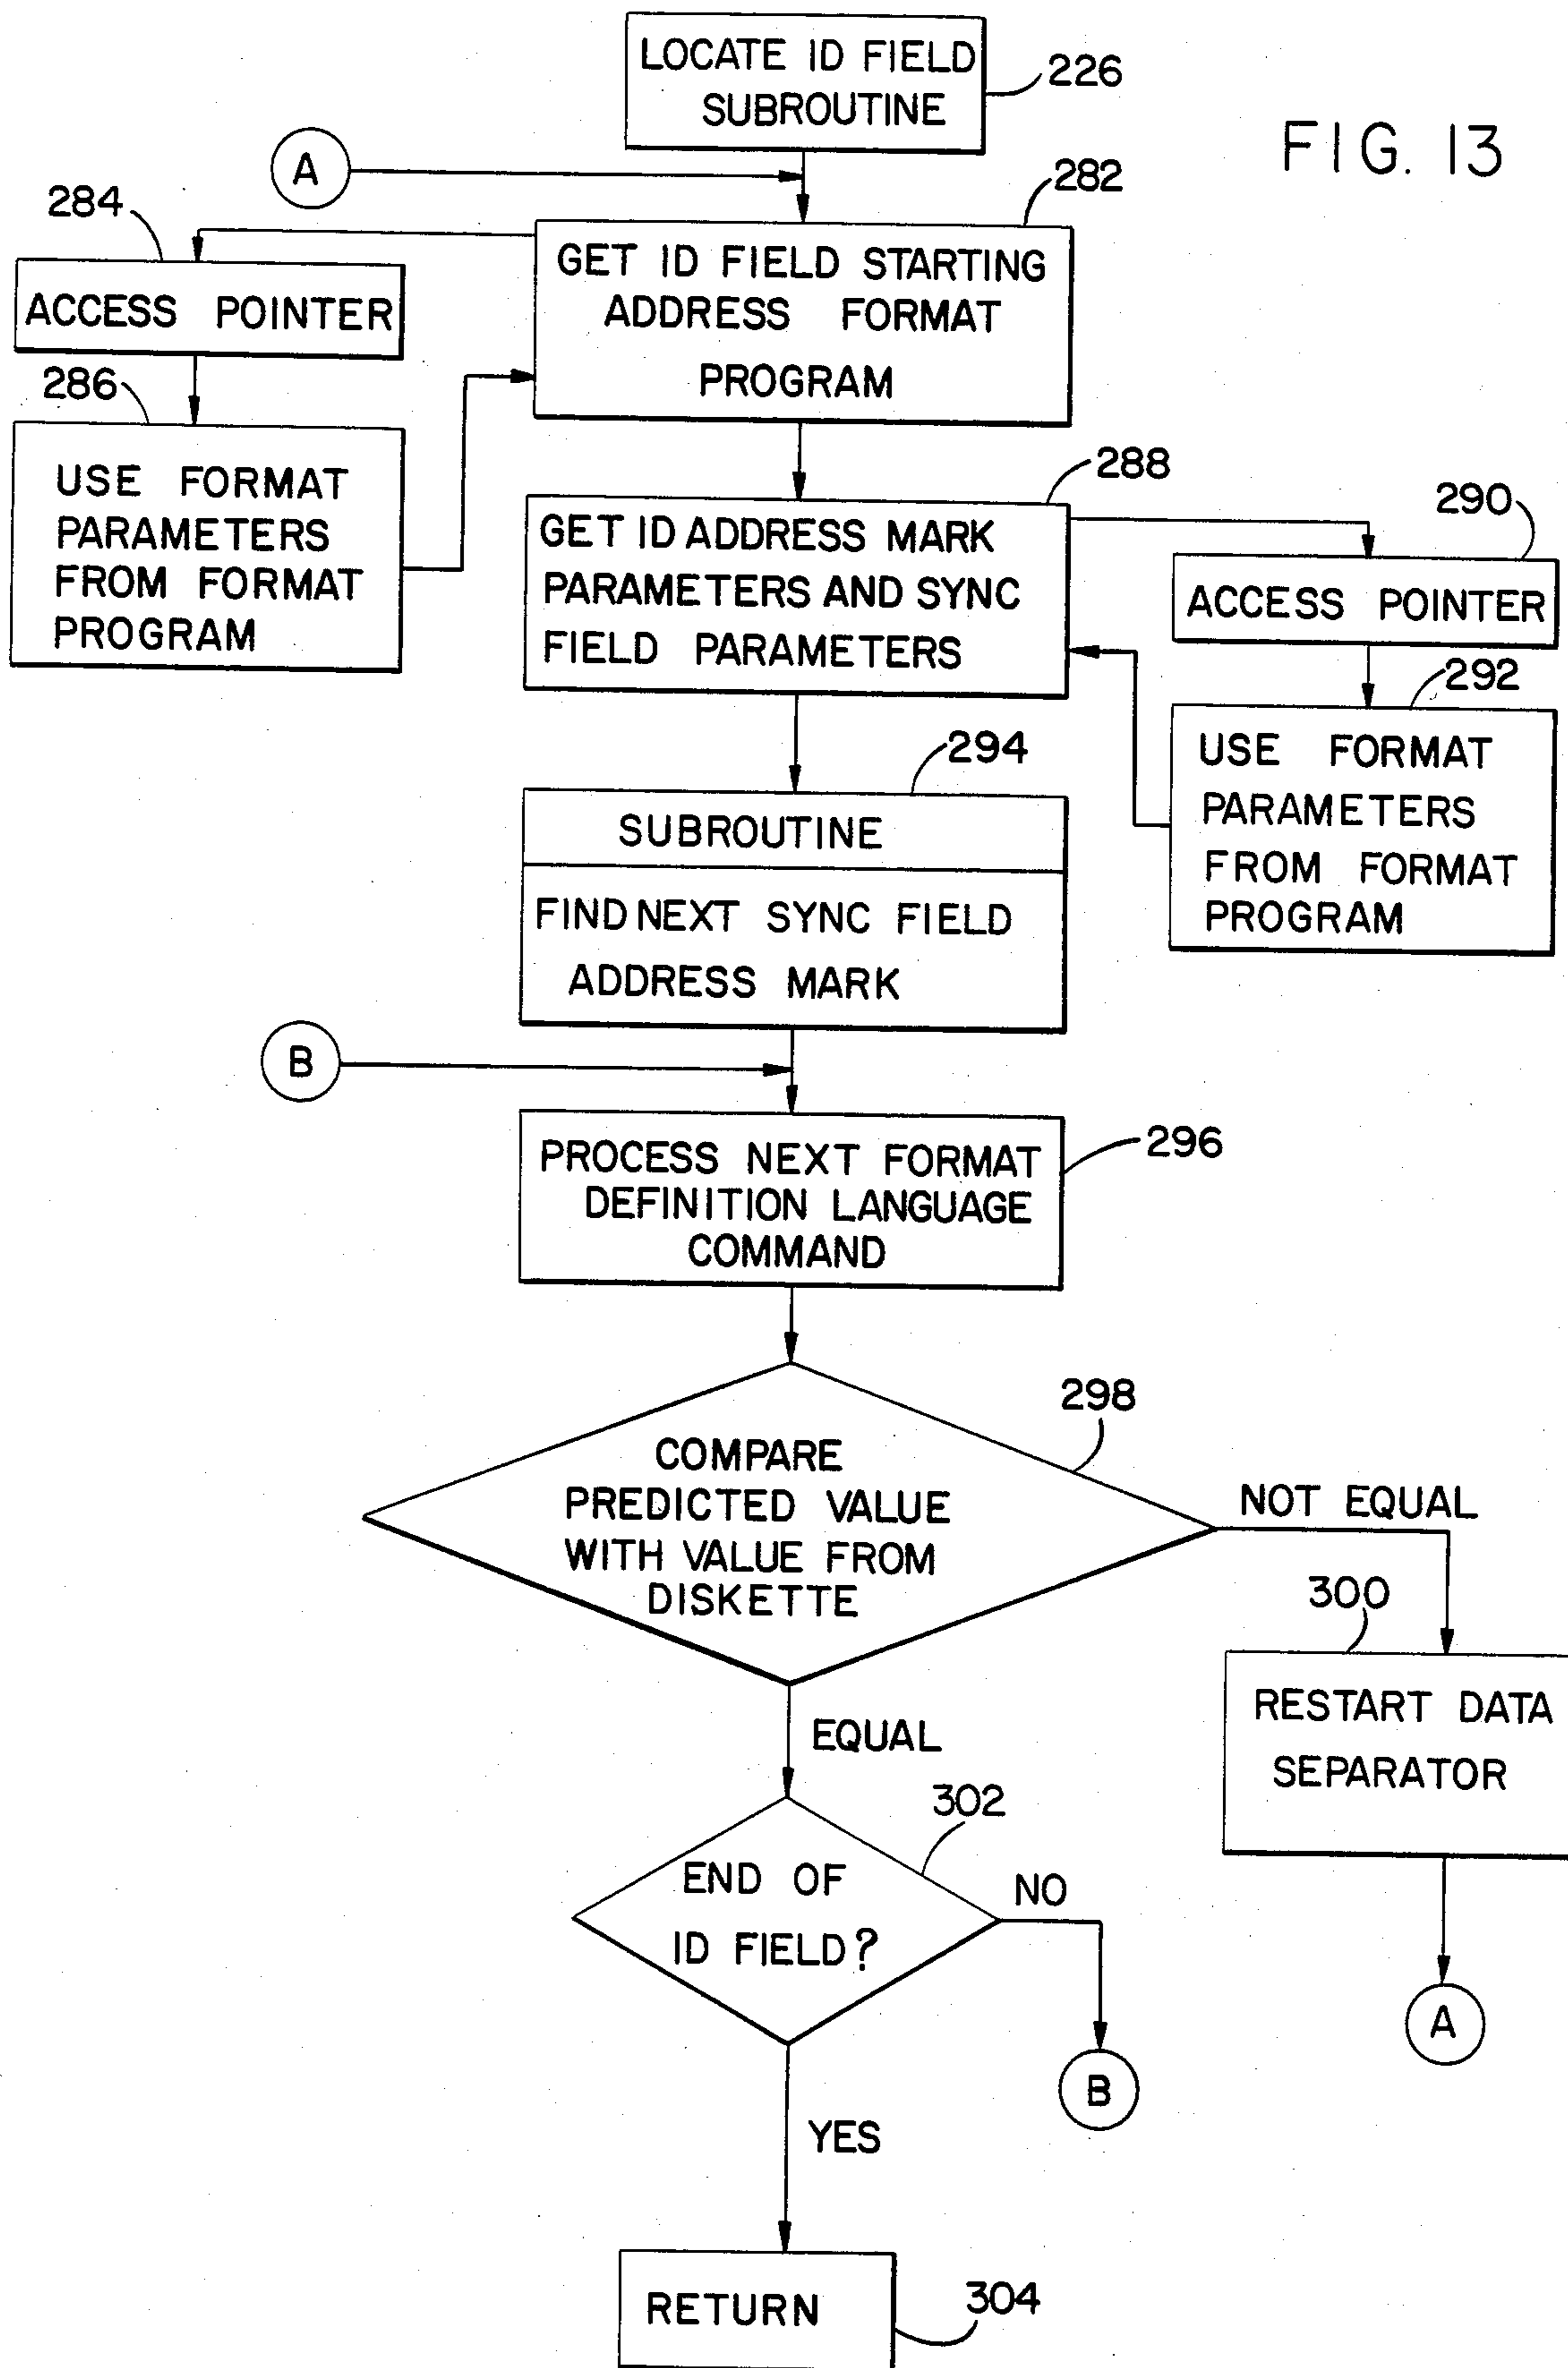 LOCATE ID FIELD
SUBROUTINE
226
FIG. 13
A
282
284
GET ID FIELD STARTING
ADDRESS FORMAT
PROGRAM
ACCESS POINTER
286
USE FORMAT
PARAMETERS
FROM FORMAT
PROGRAM
288
GET ID ADDRESS MARK
PARAMETERS AND SYNC
FIELD PARAMETERS
290
ACCESS POINTER
292
USE FORMAT
PARAMETERS
FROM FORMAT
PROGRAM
294
SUBROUTINE
FIND NEXT SYNC FIELD
ADDRESS MARK
B
PROCESS NEXT FORMAT
DEFINITION LANGUAGE
COMMAND
296
298
COMPARE
PREDICTED VALUE
WITH VALUE FROM
DISKETTE
NOT EQUAL
300
RESTART DATA
SEPARATOR
EQUAL
302
END OF
ID FIELD?
NO
A
B
YES
RETURN
304